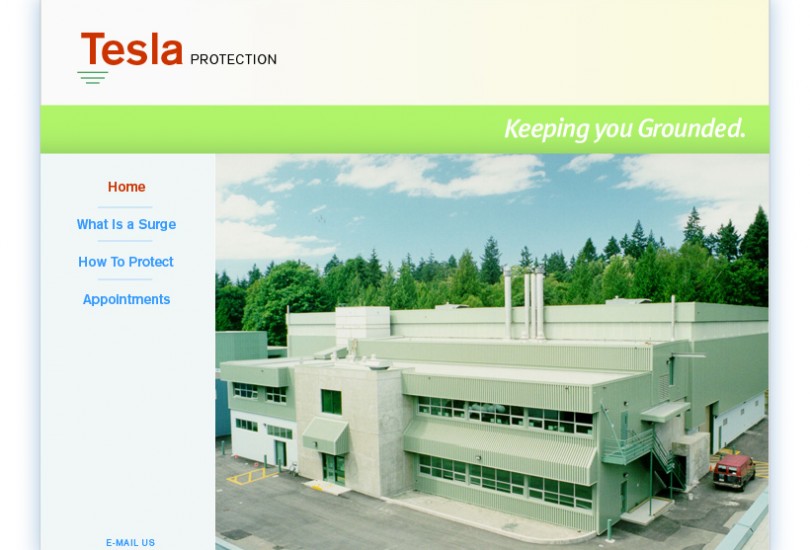 Tesla PROTECTION
Keeping you Grounded.
Home
What Is a Surge
How To Protect
Appointments
E-MAIL US